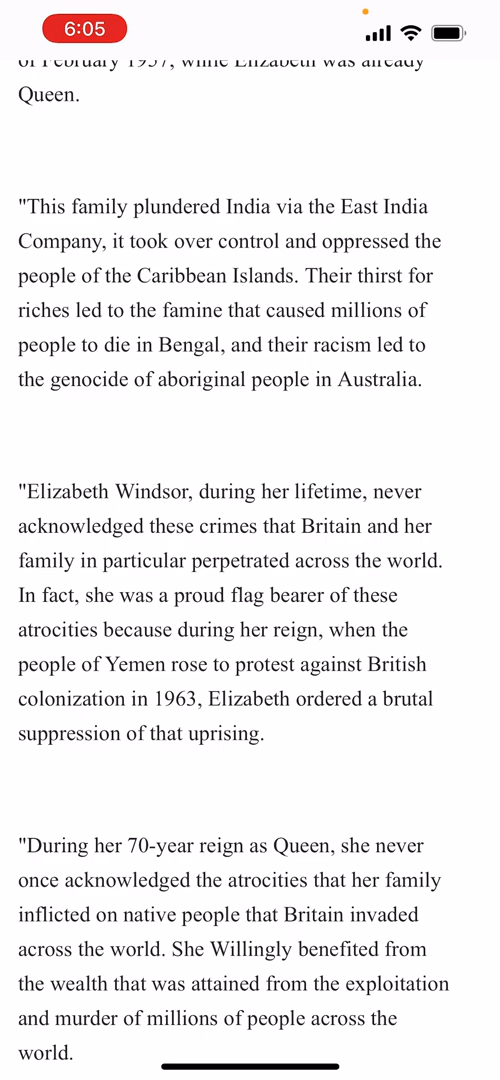 6:05
of February 1957, while Elizabeth was already
Queen.
"This family plundered India via the East India
Company, it took over control and oppressed the
people of the Caribbean Islands. Their thirst for
riches led to the famine that caused millions of
people to die in Bengal, and their racism led to
the genocide of aboriginal people in Australia.
"Elizabeth Windsor, during her lifetime, never
acknowledged these crimes that Britain and her
family in particular perpetrated across the world.
In fact, she was a proud flag bearer of these
atrocities because during her reign, when the
people of Yemen rose to protest against British
colonization in 1963, Elizabeth ordered a brutal
suppression of that uprising.
"During her 70-year reign as Queen, she never
once acknowledged the atrocities that her family
inflicted on native people that Britain invaded
across the world. She Willingly benefited from
the wealth that was attained from the exploitation
and murder of millions of people across the
world.